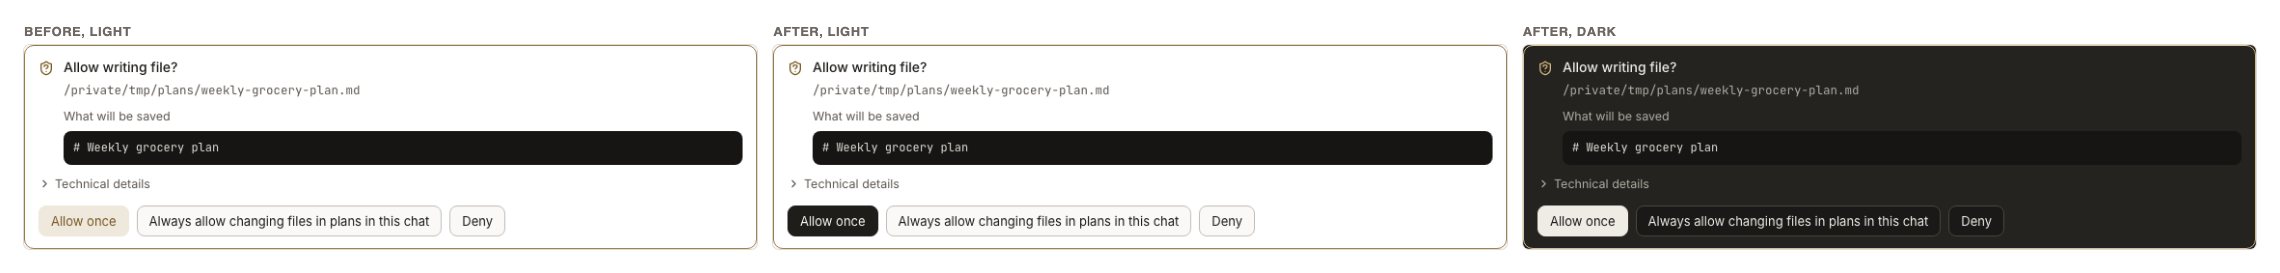 BEFORE, LIGHT
Allow writing file?
/private/tmp/plans/weekly-grocery-plan.md
What will be saved
# Weekly grocery plan
Technical details
Allow once
Always allow changing files in plans in this chat
Deny
AFTER, LIGHT
Allow writing file?
/private/tmp/plans/weekly-grocery-plan.md
What will be saved
# Weekly grocery plan
Technical details
Allow once
Always allow changing files in plans in this chat
Deny
AFTER, DARK
Allow writing file?
/private/tmp/plans/weekly-grocery-plan.md
What will be saved
# Weekly grocery plan
Technical details
Allow once
Always allow changing files in plans in this chat
Deny